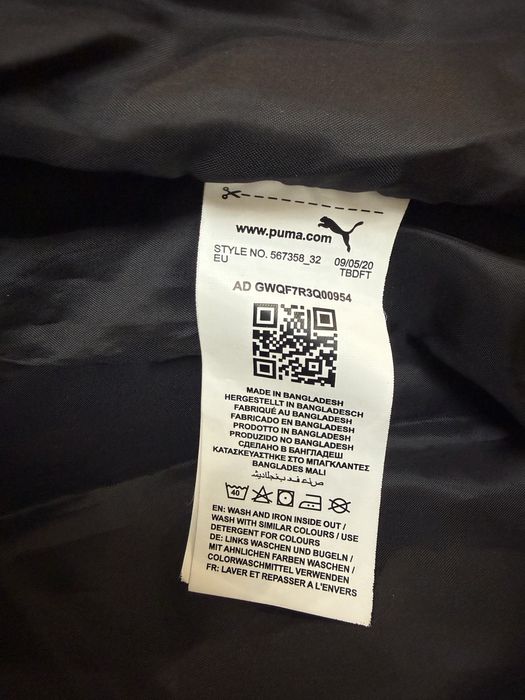 www.puma.com
STYLE NO. 567358_32 09/05/20
EU TBDFT
AD GWQF7R3Q00954
MADE IN BANGLADESH
HERGESTELLT IN BANGLADESCH
FABRIQUÉ AU BANGLADESH
FABRICADO EN BANGLADESH
PRODOTTO IN BANGLADESH
PRODUZIDO NO BANGLADESH
СДЕЛАНО В БАНГЛАДЕШ
ΚΑΤΑΣΚΕΥΑΣΤΗΚΕ ΣΤΟ ΜΠΑΓΚΛΑΝΤΕΣ
BANGLADES MALI
صنع في بنجلاديش
40
EN: WASH AND IRON INSIDE OUT /
WASH WITH SIMILAR COLOURS / USE
DETERGENT FOR COLOURS
DE: LINKS WASCHEN UND BUGELN /
MIT AHNLICHEN FARBEN WASCHEN /
COLORWASCHMITTEL VERWENDEN
FR: LAVER ET REPASSER A L'ENVERS